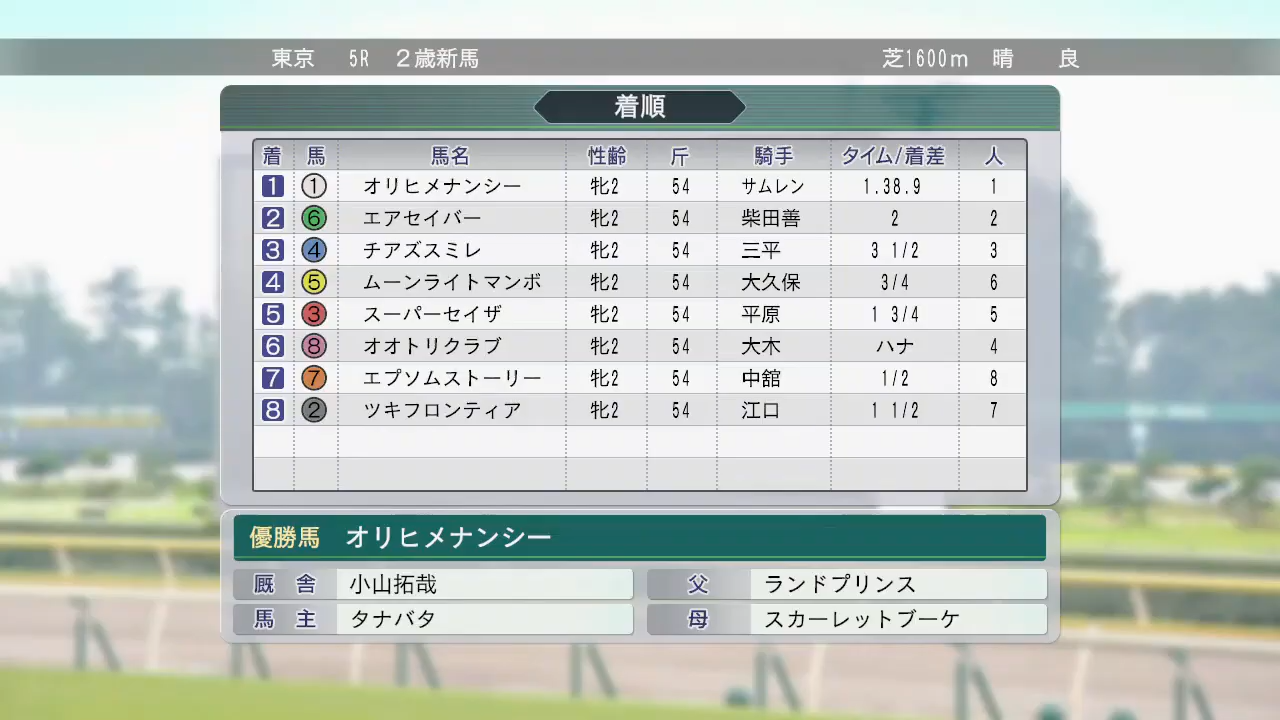 東京 5R 2歳新馬 芝1600m 晴 良
着順
着 馬 馬名 性齢 斤 騎手 タイム/着差 人
1 1 オリヒメナンシー 牝2 54 サムレン 1.38.9 1
2 6 エアセイバー 牝2 54 柴田善 2 2
3 4 チアズスミレ 牝2 54 三平 3 1/2 3
4 5 ムーンライトマンボ 牝2 54 大久保 3/4 6
5 3 スーパーセイザ 牝2 54 平原 1 3/4 5
6 8 オオトリクラブ 牝2 54 大木 ハナ 4
7 7 エプソムストーリー 牝2 54 中舘 1/2 8
8 2 ツキフロンティア 牝2 54 江口 1 1/2 7
優勝馬 オリヒメナンシー
厩舎 小山拓哉 父 ランドプリンス
馬主 タナバタ 母 スカーレットブーケ